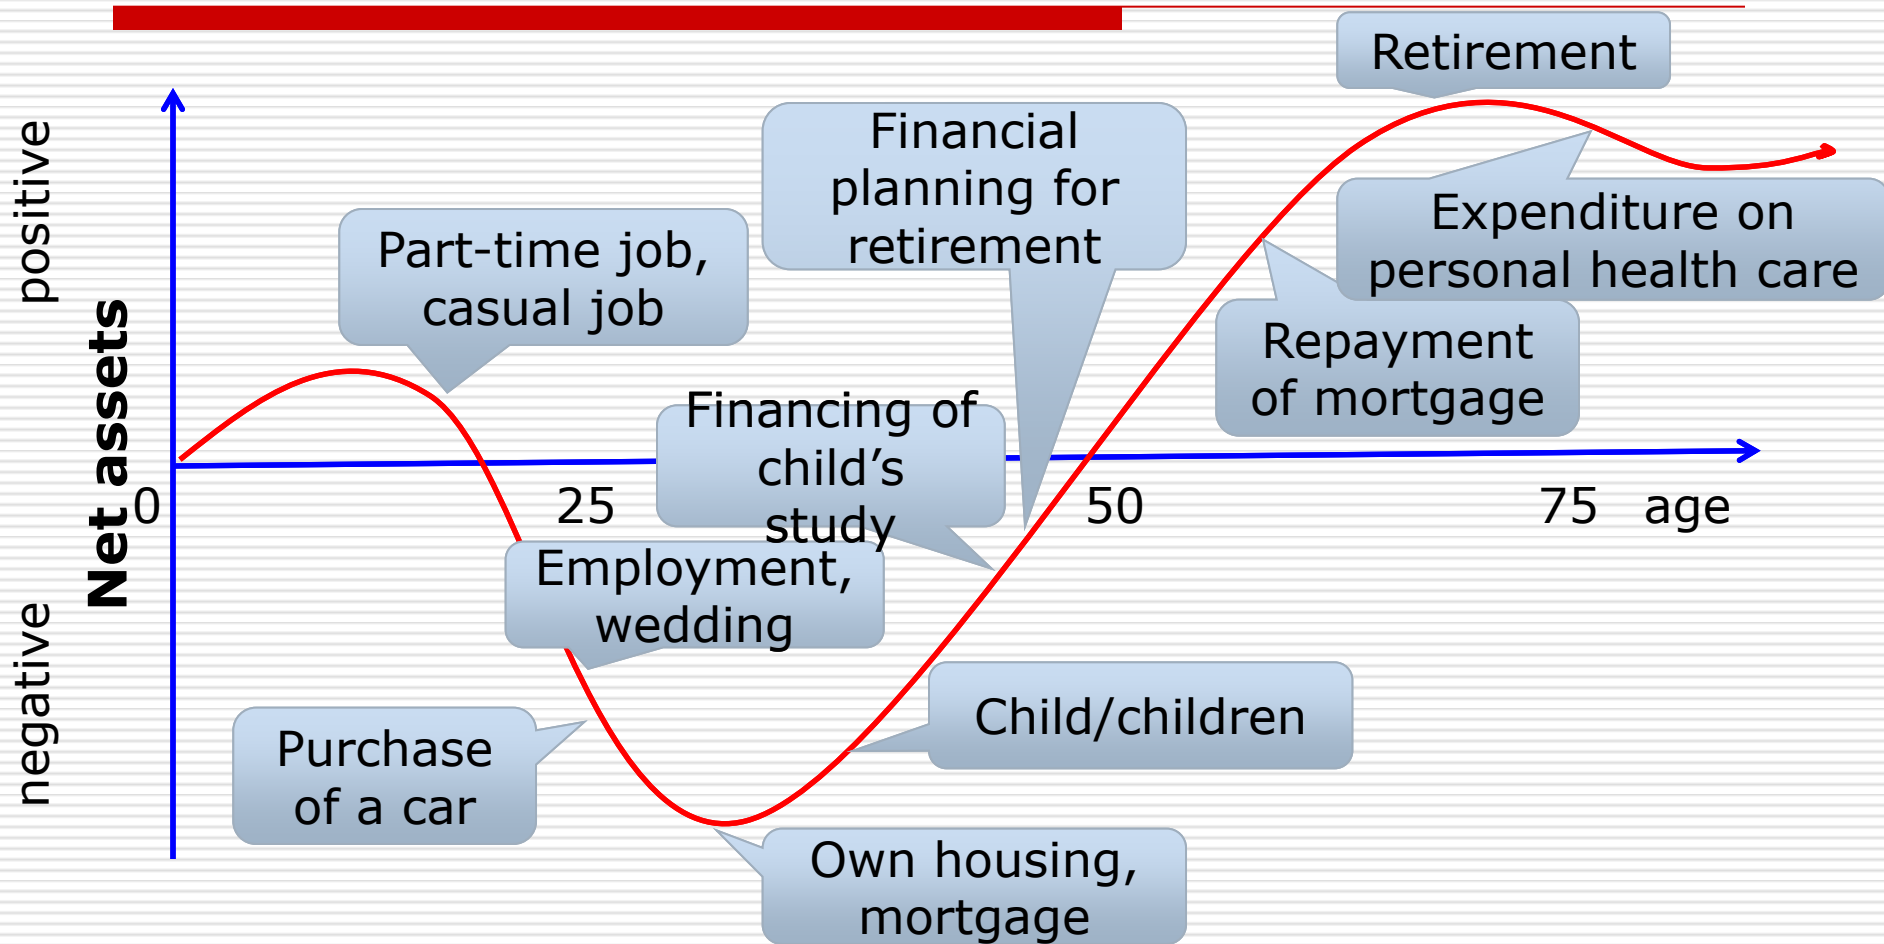 Retirement
Financial
planning for
retirement
positive
Part-time job,
casual job
Expenditure on
personal health care
Repayment
of mortgage
Net assets
Financing of
child’s
study
0
25
50
75
age
Employment,
wedding
negative
Child/children
Purchase
of a car
Own housing,
mortgage